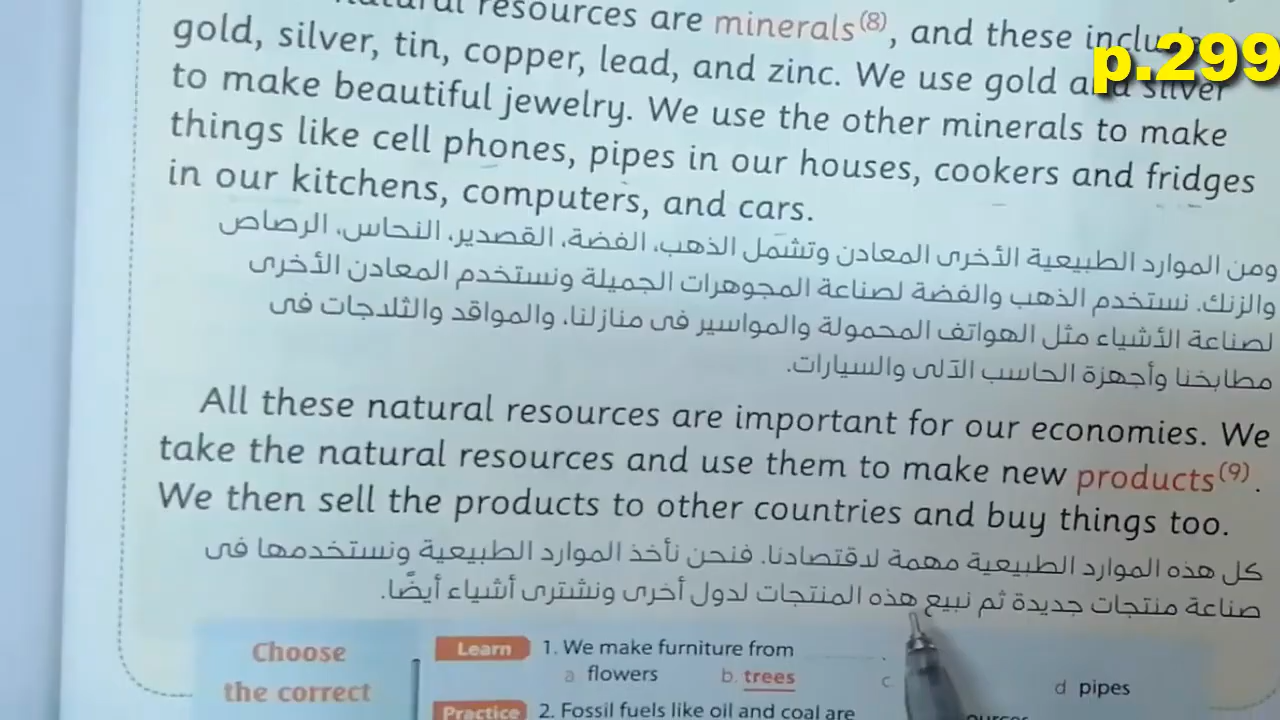 natural resources are minerals(8), and these include
p.299
gold, silver, tin, copper, lead, and zinc. We use gold and silver
to make beautiful jewelry. We use the other minerals to make
things like cell phones, pipes in our houses, cookers and fridges
in our kitchens, computers, and cars.
ومن الموارد الطبيعية الأخرى المعادن وتشمل الذهب، الفضة، القصدير، النحاس، الرصاص
والزنك. نستخدم الذهب والفضة لصناعة المجوهرات الجميلة ونستخدم المعادن الأخرى
لصناعة الأشياء مثل الهواتف المحمولة والمواسير فى منازلنا، والمواقد والثلاجات فى
مطابخنا وأجهزة الحاسب الآلى والسيارات.
All these natural resources are important for our economies. We
take the natural resources and use them to make new products(9).
We then sell the products to other countries and buy things too.
كل هذه الموارد الطبيعية مهمة لاقتصادنا. فنحن نأخذ الموارد الطبيعية ونستخدمها فى
صناعة منتجات جديدة ثم نبيع هذه المنتجات لدول أخرى ونشترى أشياء أيضًا.
Choose
the correct
Learn 1. We make furniture from ........ .
a flowers b. trees c d pipes
Practice 2. Fossil fuels like oil and coal are